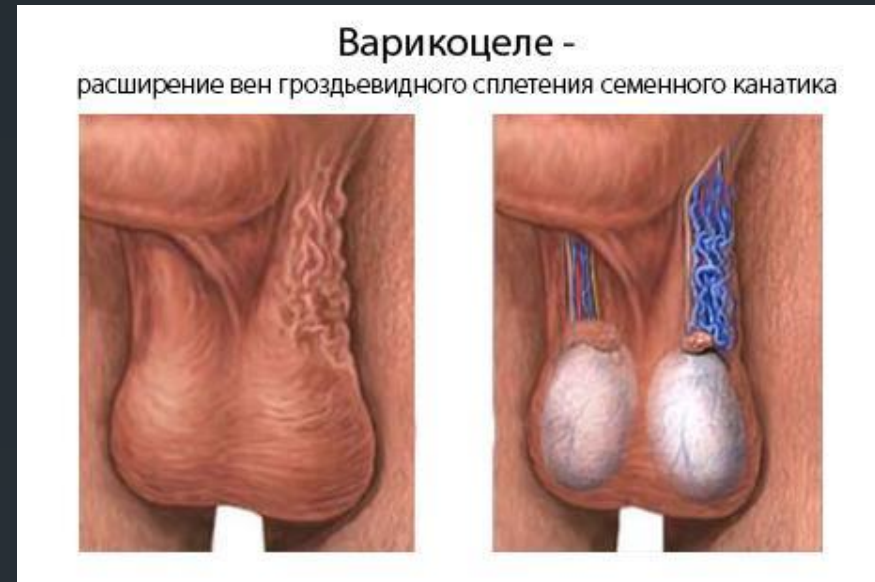 Варикоцеле -
расширение вен гроздьевидного сплетения семенного канатика